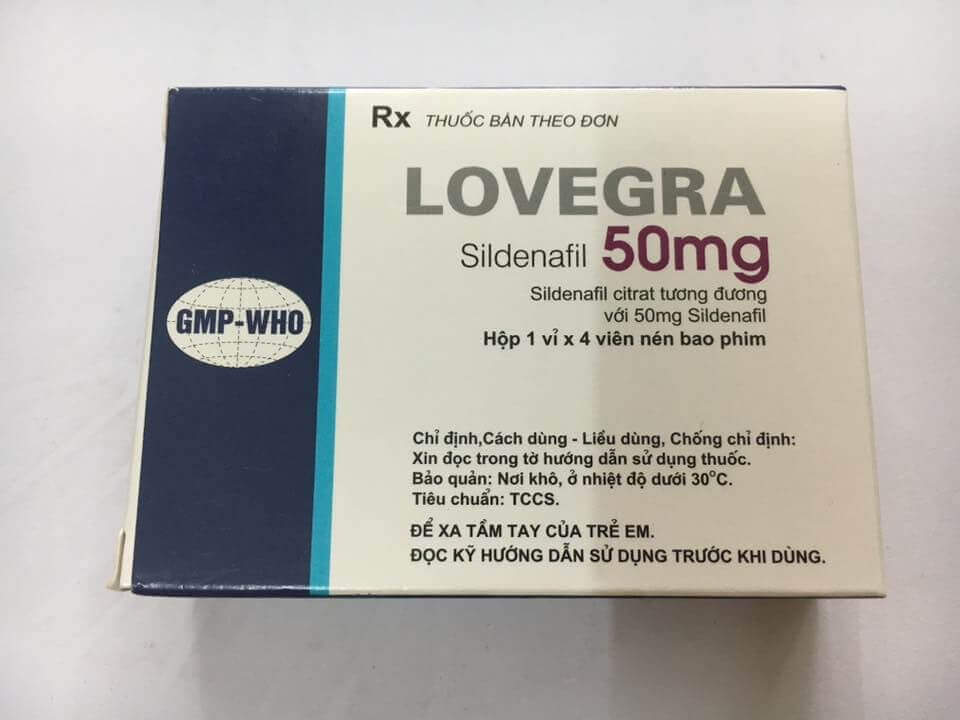 Rx THUỐC BÁN THEO ĐƠN
LOVEGRA
Sildenafil 50mg
Sildenafil citrat tương đương
với 50mg Sildenafil
Hộp 1 vỉ x 4 viên nén bao phim
GMP-WHO
Chỉ định,Cách dùng - Liều dùng, Chống chỉ định:
Xin đọc trong tờ hướng dẫn sử dụng thuốc.
Bảo quản: Nơi khô, ở nhiệt độ dưới 30°C.
Tiêu chuẩn: TCCS.
ĐỂ XA TẦM TAY CỦA TRẺ EM.
ĐỌC KỸ HƯỚNG DẪN SỬ DỤNG TRƯỚC KHI DÙNG.